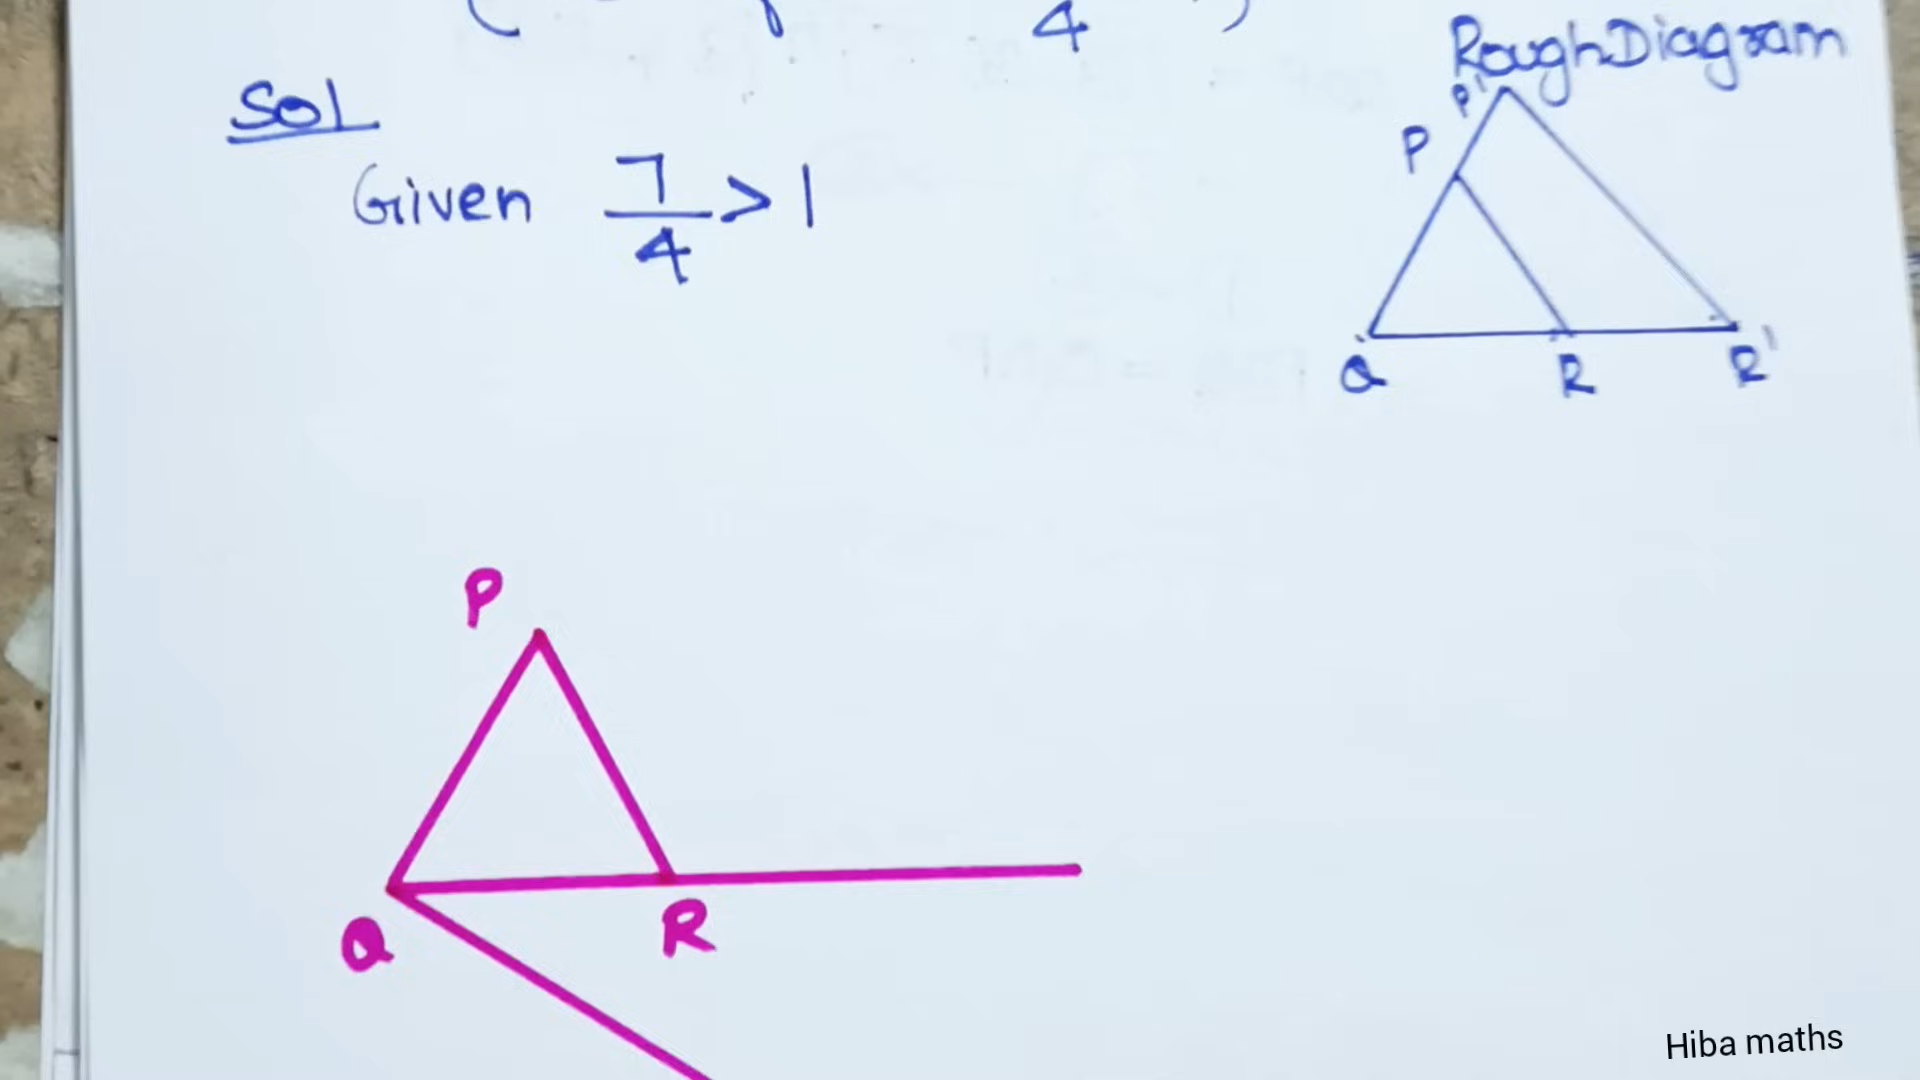 4
Rough Diagram
Sol
Given 7/4 > 1
P'
P
Q R R'
P
Q R
Hiba maths